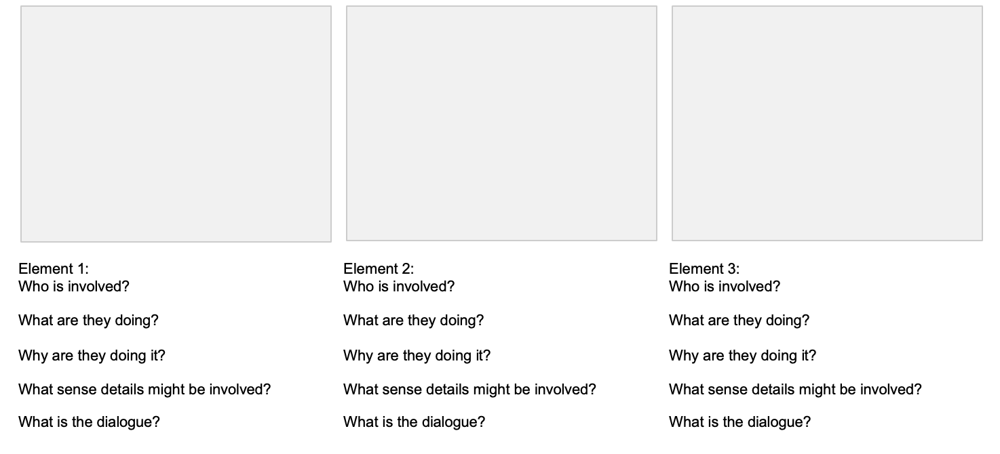 Element 1:
Who is involved?
What are they doing?
Why are they doing it?
What sense details might be involved?
What is the dialogue?
Element 2:
Who is involved?
What are they doing?
Why are they doing it?
What sense details might be involved?
What is the dialogue?
Element 3:
Who is involved?
What are they doing?
Why are they doing it?
What sense details might be involved?
What is the dialogue?